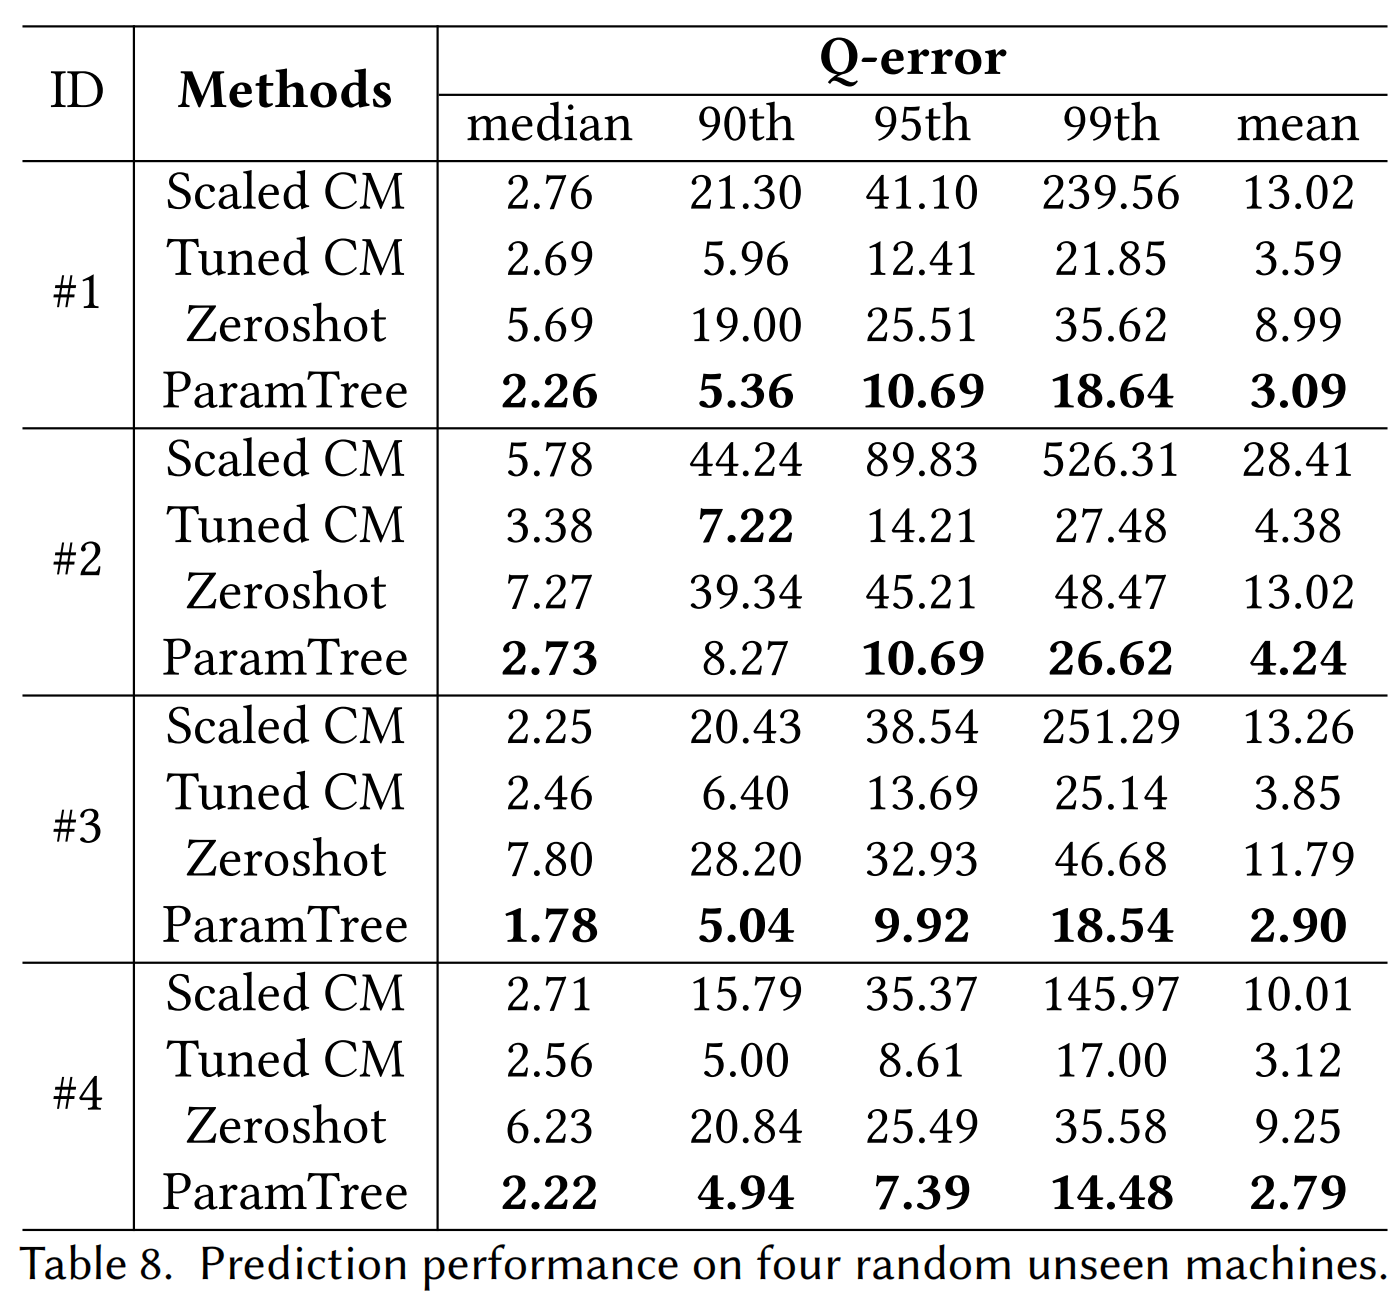 ID Methods Q-error
median 90th 95th 99th mean
#1
Scaled CM 2.76 21.30 41.10 239.56 13.02
Tuned CM 2.69 5.96 12.41 21.85 3.59
Zeroshot 5.69 19.00 25.51 35.62 8.99
ParamTree 2.26 5.36 10.69 18.64 3.09
#2
Scaled CM 5.78 44.24 89.83 526.31 28.41
Tuned CM 3.38 7.22 14.21 27.48 4.38
Zeroshot 7.27 39.34 45.21 48.47 13.02
ParamTree 2.73 8.27 10.69 26.62 4.24
#3
Scaled CM 2.25 20.43 38.54 251.29 13.26
Tuned CM 2.46 6.40 13.69 25.14 3.85
Zeroshot 7.80 28.20 32.93 46.68 11.79
ParamTree 1.78 5.04 9.92 18.54 2.90
#4
Scaled CM 2.71 15.79 35.37 145.97 10.01
Tuned CM 2.56 5.00 8.61 17.00 3.12
Zeroshot 6.23 20.84 25.49 35.58 9.25
ParamTree 2.22 4.94 7.39 14.48 2.79
Table 8. Prediction performance on four random unseen machines.